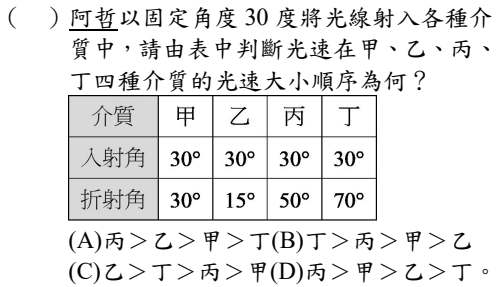 (　) 阿哲以固定角度 30 度將光線射入各種介
質中，請由表中判斷光速在甲、乙、丙、
丁四種介質的光速大小順序為何？
介質 甲 乙 丙 丁
入射角 30° 30° 30° 30°
折射角 30° 15° 50° 70°
(A)丙＞乙＞甲＞丁(B)丁＞丙＞甲＞乙
(C)乙＞丁＞丙＞甲(D)丙＞甲＞乙＞丁。